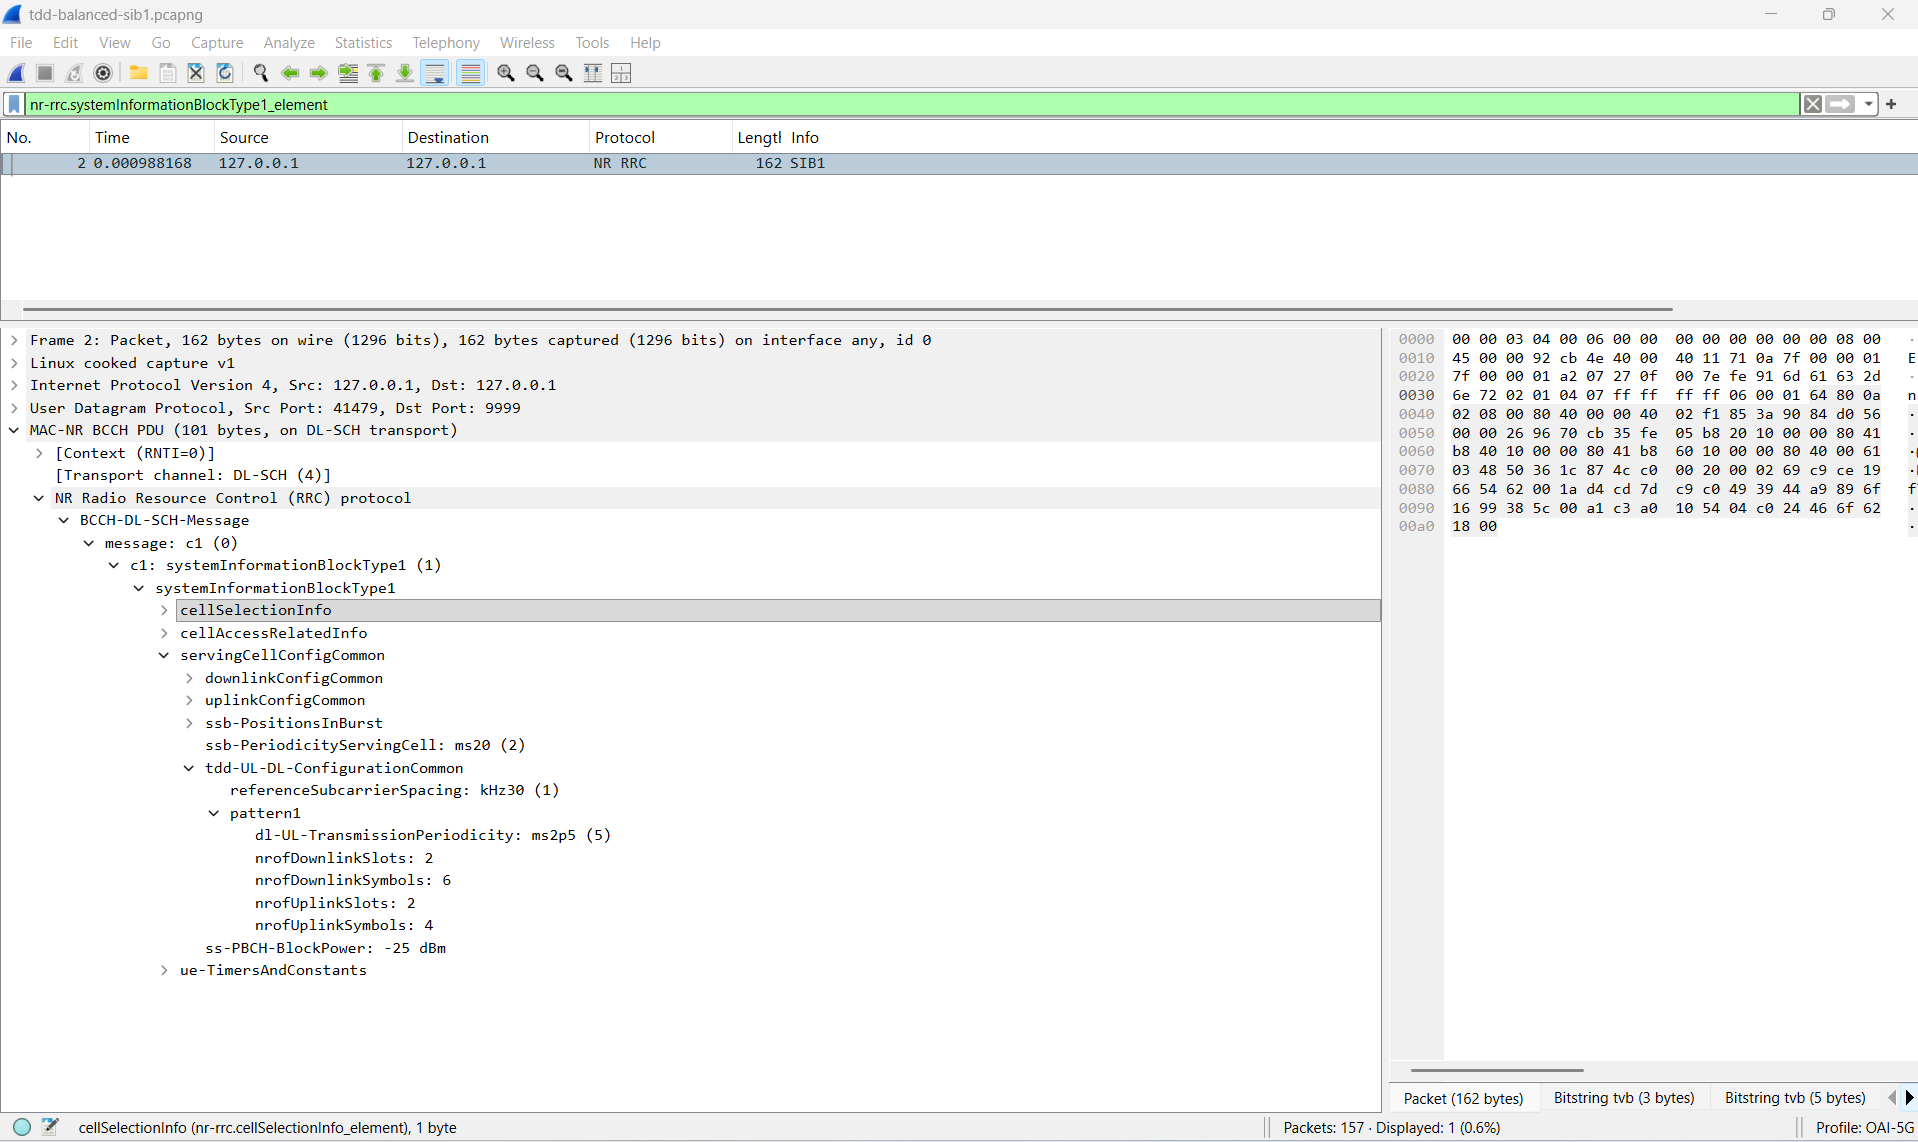 tdd-balanced-sib1.pcapng
File Edit View Go Capture Analyze Statistics Telephony Wireless Tools Help
nr-rrc.systemInformationBlockType1_element
No. Time Source Destination Protocol Lengtl Info
2 0.000988168 127.0.0.1 127.0.0.1 NR RRC 162 SIB1
Frame 2: Packet, 162 bytes on wire (1296 bits), 162 bytes captured (1296 bits) on interface any, id 0
Linux cooked capture v1
Internet Protocol Version 4, Src: 127.0.0.1, Dst: 127.0.0.1
User Datagram Protocol, Src Port: 41479, Dst Port: 9999
MAC-NR BCCH PDU (101 bytes, on DL-SCH transport)
[Context (RNTI=0)]
[Transport channel: DL-SCH (4)]
NR Radio Resource Control (RRC) protocol
BCCH-DL-SCH-Message
message: c1 (0)
c1: systemInformationBlockType1 (1)
systemInformationBlockType1
cellSelectionInfo
cellAccessRelatedInfo
servingCellConfigCommon
downlinkConfigCommon
uplinkConfigCommon
ssb-PositionsInBurst
ssb-PeriodicityServingCell: ms20 (2)
tdd-UL-DL-ConfigurationCommon
referenceSubcarrierSpacing: kHz30 (1)
pattern1
dl-UL-TransmissionPeriodicity: ms2p5 (5)
nrofDownlinkSlots: 2
nrofDownlinkSymbols: 6
nrofUplinkSlots: 2
nrofUplinkSymbols: 4
ss-PBCH-BlockPower: -25 dBm
ue-TimersAndConstants
0000 00 00 03 04 00 06 00 00 00 00 00 00 00 00 08 00 ·
0010 45 00 00 92 cb 4e 40 00 40 11 71 0a 7f 00 00 01 E
0020 7f 00 00 01 a2 07 27 0f 00 7e fe 91 6d 61 63 2d ·
0030 6e 72 02 01 04 07 ff ff ff ff 06 00 01 64 80 0a n
0040 02 08 00 80 40 00 00 40 02 f1 85 3a 90 84 d0 56 ·
0050 00 00 26 96 70 cb 35 fe 05 b8 20 10 00 00 80 41 ·
0060 b8 40 10 00 00 80 41 b8 60 10 00 00 80 40 00 61 ·
0070 03 48 50 36 1c 87 4c c0 00 20 00 02 69 c9 ce 19 ·
0080 66 54 62 00 1a d4 cd 7d c9 c0 49 39 44 a9 89 6f f
0090 16 99 38 5c 00 a1 c3 a0 10 54 04 c0 24 46 6f 62 ·
00a0 18 00 ·
Packet (162 bytes) Bitstring tvb (3 bytes) Bitstring tvb (5 bytes)
cellSelectionInfo (nr-rrc.cellSelectionInfo_element), 1 byte Packets: 157 · Displayed: 1 (0.6%) Profile: OAI-5G